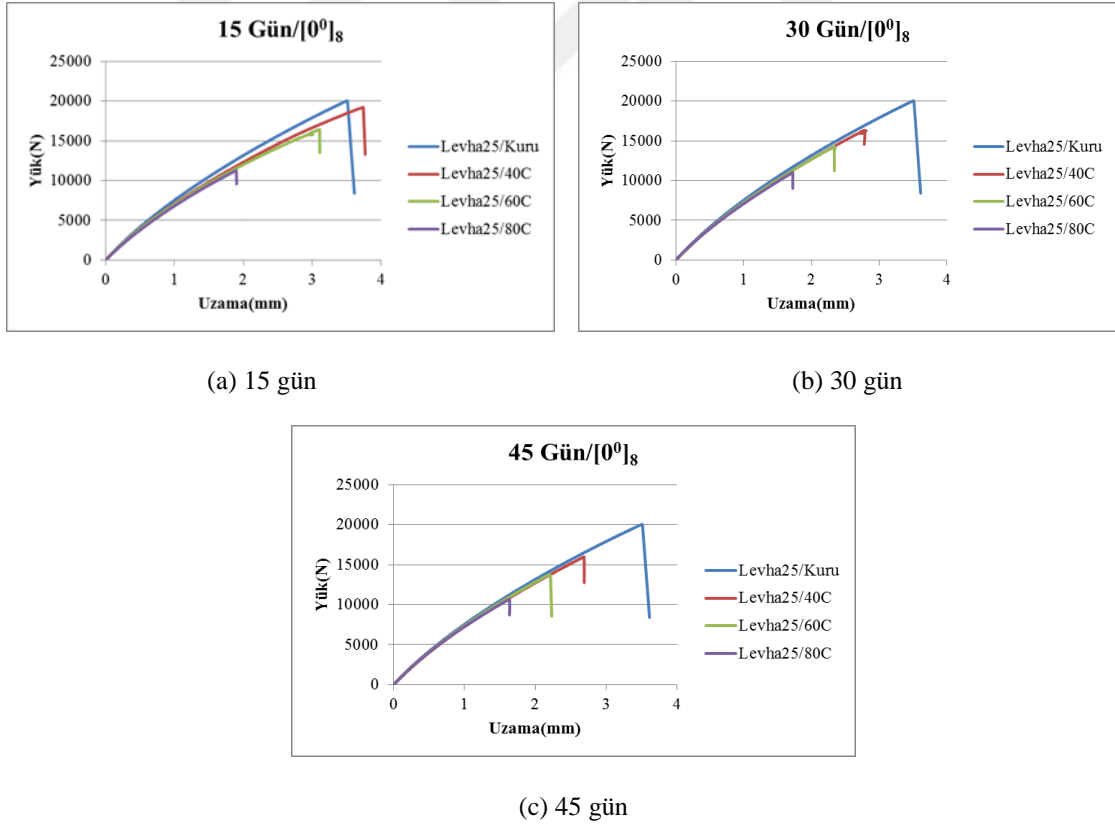 15 Gün/[0⁰]₈
25000
20000
15000
10000
5000
0
Yük(N)
0 1 2 3 4
Uzama(mm)
Levha25/Kuru
Levha25/40C
Levha25/60C
Levha25/80C
(a) 15 gün
30 Gün/[0⁰]₈
25000
20000
15000
10000
5000
0
Yük(N)
0 1 2 3 4
Uzama(mm)
Levha25/Kuru
Levha25/40C
Levha25/60C
Levha25/80C
(b) 30 gün
45 Gün/[0⁰]₈
25000
20000
15000
10000
5000
0
Yük(N)
0 1 2 3 4
Uzama(mm)
Levha25/Kuru
Levha25/40C
Levha25/60C
Levha25/80C
(c) 45 gün